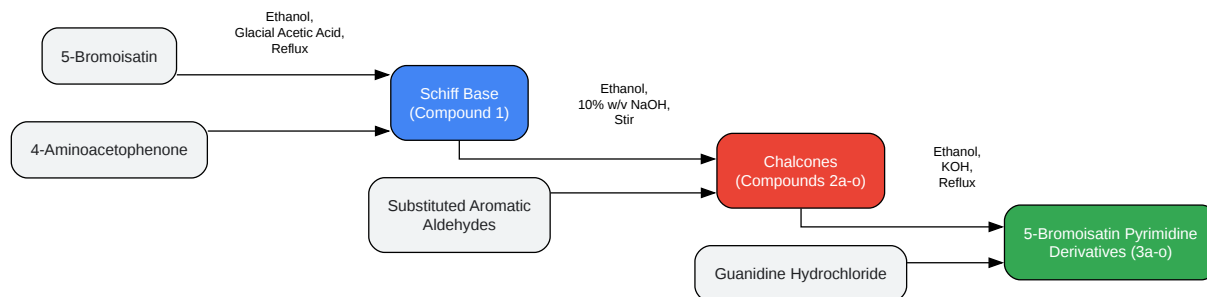 5-Bromoisatin
Ethanol,
Glacial Acetic Acid,
Reflux
4-Aminoacetophenone
Schiff Base
(Compound 1)
Ethanol,
10% w/v NaOH,
Stir
Substituted Aromatic
Aldehydes
Chalcones
(Compounds 2a-o)
Ethanol,
KOH,
Reflux
Guanidine Hydrochloride
5-Bromoisatin Pyrimidine
Derivatives (3a-o)